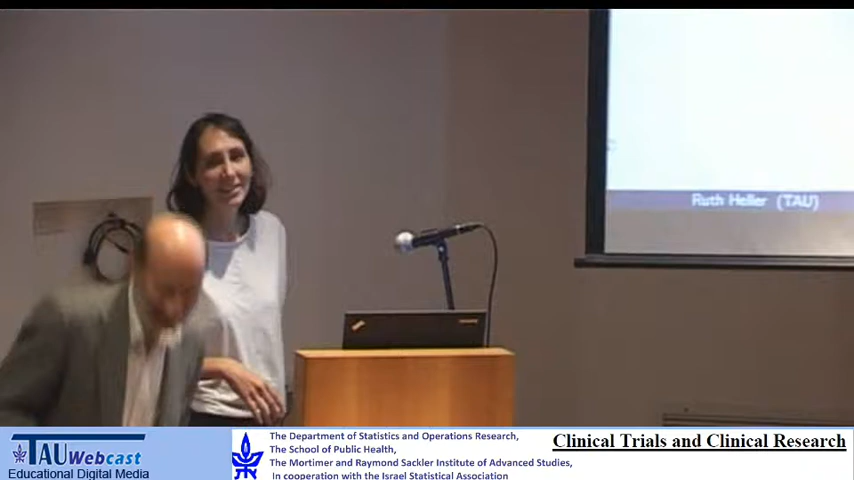 Ruth Heller (TAU)
TAU Webcast
Educational Digital Media
The Department of Statistics and Operations Research,
The School of Public Health,
The Mortimer and Raymond Sackler Institute of Advanced Studies,
In cooperation with the Israel Statistical Association
Clinical Trials and Clinical Research